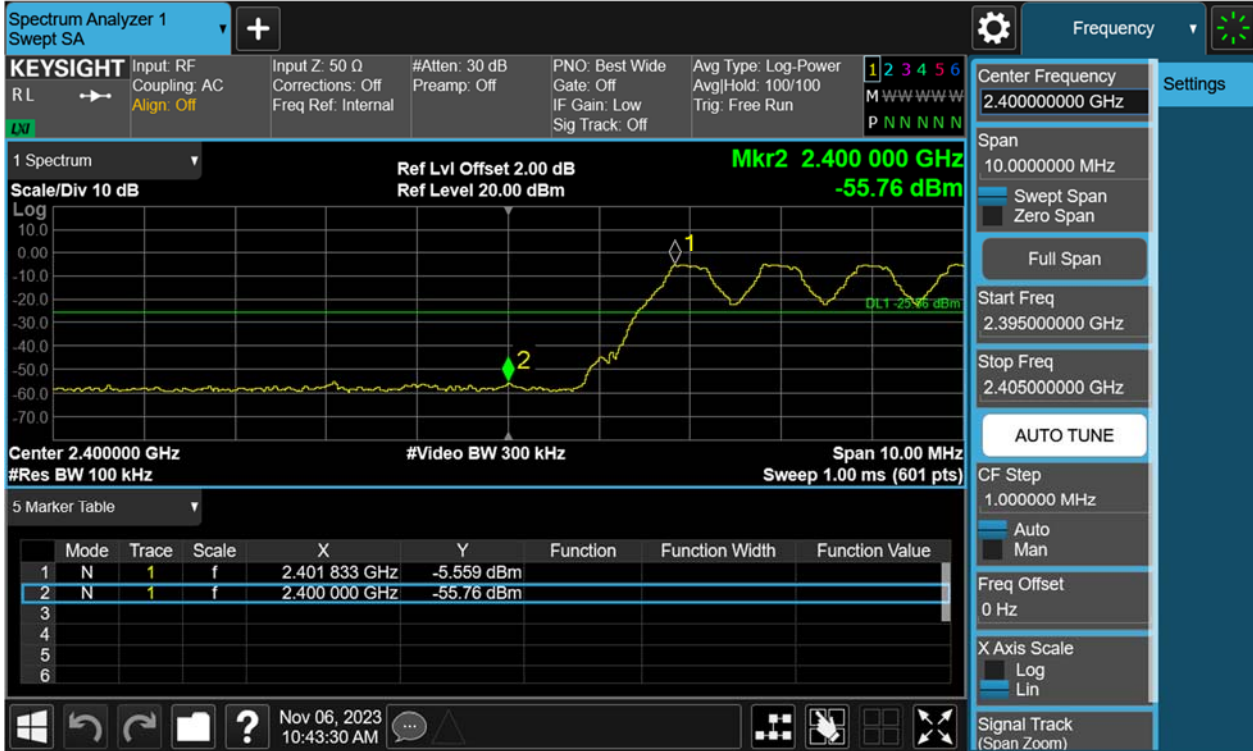 Spectrum Analyzer 1
Swept SA
Frequency
KEYSIGHT
RL
LXI
Input: RF
Coupling: AC
Align: Off
Input Z: 50 Ω
Corrections: Off
Freq Ref: Internal
#Atten: 30 dB
Preamp: Off
PNO: Best Wide
Gate: Off
IF Gain: Low
Sig Track: Off
Avg Type: Log-Power
Avg|Hold: 100/100
Trig: Free Run
1 2 3 4 5 6
M W W W W W
P N N N N N
1 Spectrum
Scale/Div 10 dB
Ref Lvl Offset 2.00 dB
Ref Level 20.00 dBm
Mkr2 2.400 000 GHz
-55.76 dBm
Log
10.0
0.00
-10.0
-20.0
-30.0
-40.0
-50.0
-60.0
-70.0
1
2
Center 2.400000 GHz
#Res BW 100 kHz
#Video BW 300 kHz
Span 10.00 MHz
Sweep 1.00 ms (601 pts)
5 Marker Table
Mode Trace Scale X Y Function Function Width Function Value
1 N 1 f 2.401 833 GHz -5.559 dBm
2 N 1 f 2.400 000 GHz -55.76 dBm
3
4
5
6
Nov 06, 2023
10:43:30 AM
Center Frequency
2.400000000 GHz
Settings
Span
10.0000000 MHz
Swept Span
Zero Span
Full Span
Start Freq
2.395000000 GHz
Stop Freq
2.405000000 GHz
AUTO TUNE
CF Step
1.000000 MHz
Auto
Man
Freq Offset
0 Hz
X Axis Scale
Log
Lin
Signal Track
(Span Zoom)